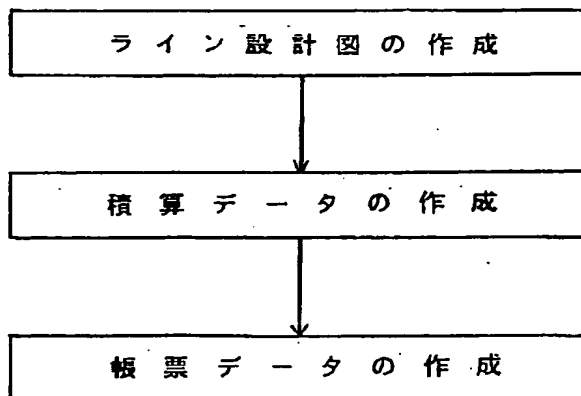 ライン設計図の作成
積算データの作成
帳票データの作成